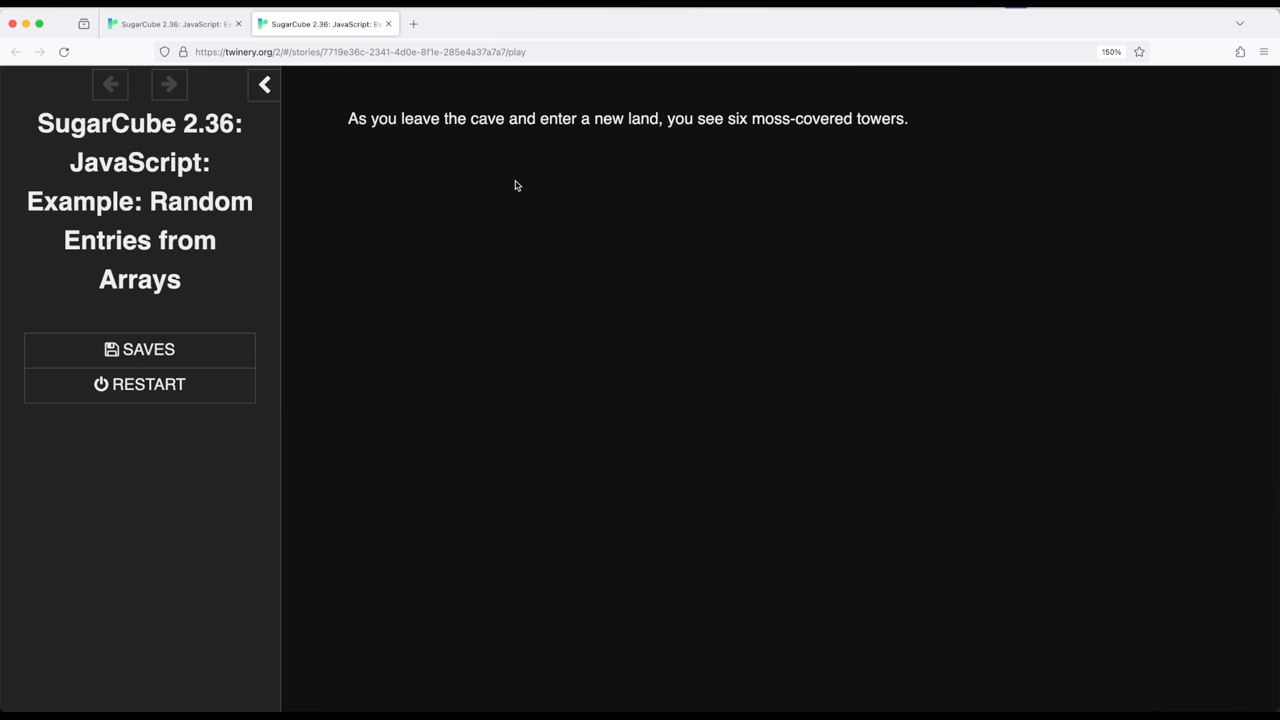 SugarCube 2.36: JavaScript: Ex
SugarCube 2.36: JavaScript: Ex
https://twinery.org/2/#/stories/7719e36c-2341-4d0e-8f1e-285e4a37a7a7/play
150%
SugarCube 2.36:
JavaScript:
Example: Random
Entries from
Arrays
SAVES
RESTART
As you leave the cave and enter a new land, you see six moss-covered towers.